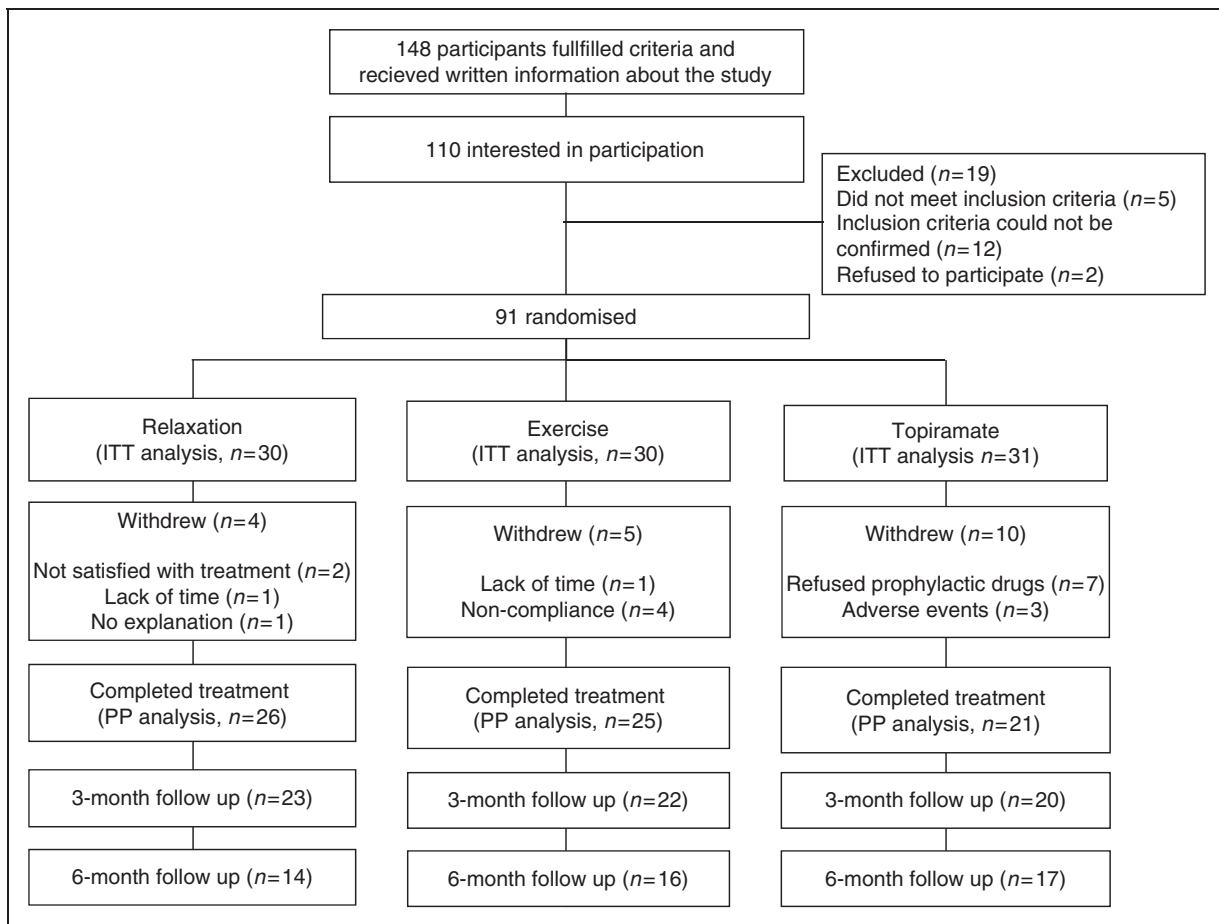 148 participants fullfilled criteria and
recieved written information about the study
110 interested in participation
Excluded (n=19)
Did not meet inclusion criteria (n=5)
Inclusion criteria could not be
confirmed (n=12)
Refused to participate (n=2)
91 randomised
Relaxation
(ITT analysis, n=30)
Exercise
(ITT analysis, n=30)
Topiramate
(ITT analysis n=31)
Withdrew (n=4)
Not satisfied with treatment (n=2)
Lack of time (n=1)
No explanation (n=1)
Withdrew (n=5)
Lack of time (n=1)
Non-compliance (n=4)
Withdrew (n=10)
Refused prophylactic drugs (n=7)
Adverse events (n=3)
Completed treatment
(PP analysis, n=26)
Completed treatment
(PP analysis, n=25)
Completed treatment
(PP analysis, n=21)
3-month follow up (n=23)
3-month follow up (n=22)
3-month follow up (n=20)
6-month follow up (n=14)
6-month follow up (n=16)
6-month follow up (n=17)